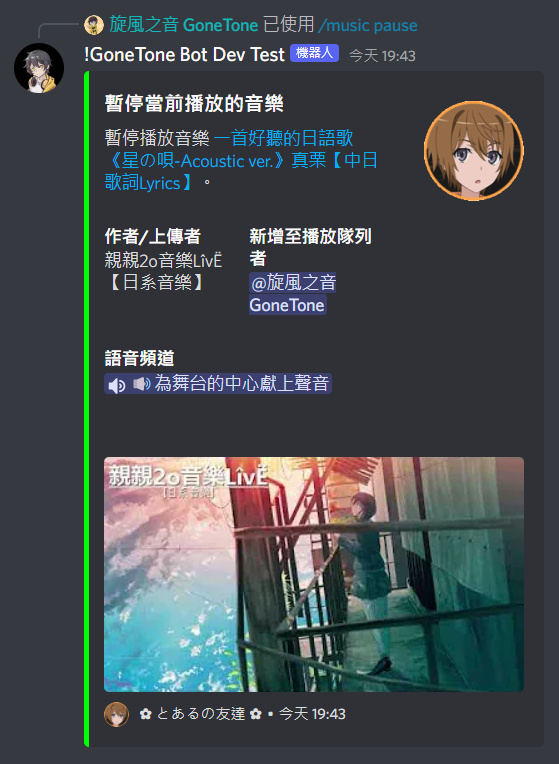 旋風之音 GoneTone 已使用 /music pause
!GoneTone Bot Dev Test 機器人 今天 19:43
暫停當前播放的音樂
暫停播放音樂 一首好聽的日語歌
《星の唄-Acoustic ver.》真栗【中日
歌詞Lyrics】。
作者/上傳者
親親2o音樂LîvË
【日系音樂】
新增至播放隊列
者
@旋風之音
GoneTone
語音頻道
為舞台的中心獻上聲音
親親2o音樂LîvË
【日系音樂】
✿ とあるの友達 ✿ • 今天 19:43